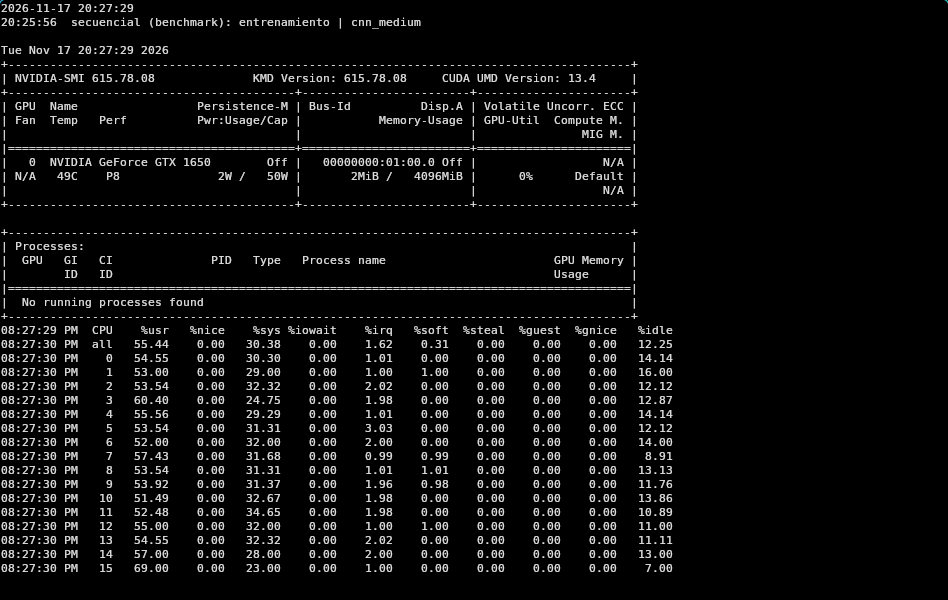 2026-11-17 20:27:29
20:25:56  secuencial (benchmark): entrenamiento | cnn_medium

Tue Nov 17 20:27:29 2026
+-----------------------------------------------------------------------------------------+
| NVIDIA-SMI 615.78.08              KMD Version: 615.78.08     CUDA UMD Version: 13.4     |
+-----------------------------------------+------------------------+----------------------+
| GPU  Name                 Persistence-M | Bus-Id          Disp.A | Volatile Uncorr. ECC |
| Fan  Temp   Perf          Pwr:Usage/Cap |           Memory-Usage | GPU-Util  Compute M. |
|                                         |                        |               MIG M. |
|=========================================+========================+======================|
|   0  NVIDIA GeForce GTX 1650        Off |   00000000:01:00.0 Off |                  N/A |
| N/A   49C    P8               2W /   50W |       2MiB /   4096MiB |      0%      Default |
|                                         |                        |                  N/A |
+-----------------------------------------+------------------------+----------------------+

+-----------------------------------------------------------------------------------------+
| Processes:                                                                              |
|  GPU   GI   CI              PID   Type   Process name                        GPU Memory |
|        ID   ID                                                               Usage      |
|=========================================================================================|
|  No running processes found                                                             |
+-----------------------------------------------------------------------------------------+
08:27:29 PM  CPU    %usr   %nice    %sys %iowait    %irq   %soft  %steal  %guest  %gnice   %idle
08:27:30 PM  all   55.44    0.00   30.38    0.00    1.62    0.31    0.00    0.00    0.00   12.25
08:27:30 PM    0   54.55    0.00   30.30    0.00    1.01    0.00    0.00    0.00    0.00   14.14
08:27:30 PM    1   53.00    0.00   29.00    0.00    1.00    1.00    0.00    0.00    0.00   16.00
08:27:30 PM    2   53.54    0.00   32.32    0.00    2.02    0.00    0.00    0.00    0.00   12.12
08:27:30 PM    3   60.40    0.00   24.75    0.00    1.98    0.00    0.00    0.00    0.00   12.87
08:27:30 PM    4   55.56    0.00   29.29    0.00    1.01    0.00    0.00    0.00    0.00   14.14
08:27:30 PM    5   53.54    0.00   31.31    0.00    3.03    0.00    0.00    0.00    0.00   12.12
08:27:30 PM    6   52.00    0.00   32.00    0.00    2.00    0.00    0.00    0.00    0.00   14.00
08:27:30 PM    7   57.43    0.00   31.68    0.00    0.99    0.99    0.00    0.00    0.00    8.91
08:27:30 PM    8   53.54    0.00   31.31    0.00    1.01    1.01    0.00    0.00    0.00   13.13
08:27:30 PM    9   53.92    0.00   31.37    0.00    1.96    0.98    0.00    0.00    0.00   11.76
08:27:30 PM   10   51.49    0.00   32.67    0.00    1.98    0.00    0.00    0.00    0.00   13.86
08:27:30 PM   11   52.48    0.00   34.65    0.00    1.98    0.00    0.00    0.00    0.00   10.89
08:27:30 PM   12   55.00    0.00   32.00    0.00    1.00    1.00    0.00    0.00    0.00   11.00
08:27:30 PM   13   54.55    0.00   32.32    0.00    2.02    0.00    0.00    0.00    0.00   11.11
08:27:30 PM   14   57.00    0.00   28.00    0.00    2.00    0.00    0.00    0.00    0.00   13.00
08:27:30 PM   15   69.00    0.00   23.00    0.00    1.00    0.00    0.00    0.00    0.00    7.00